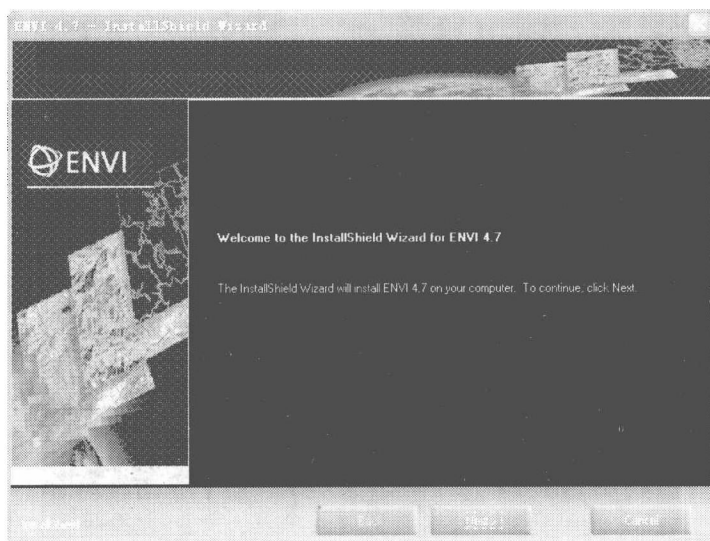 ENVI 4.7 - InstallShield Wizard
ENVI
Welcome to the InstallShield Wizard for ENVI 4.7
The InstallShield Wizard will install ENVI 4.7 on your computer. To continue, click Next.
Cancel